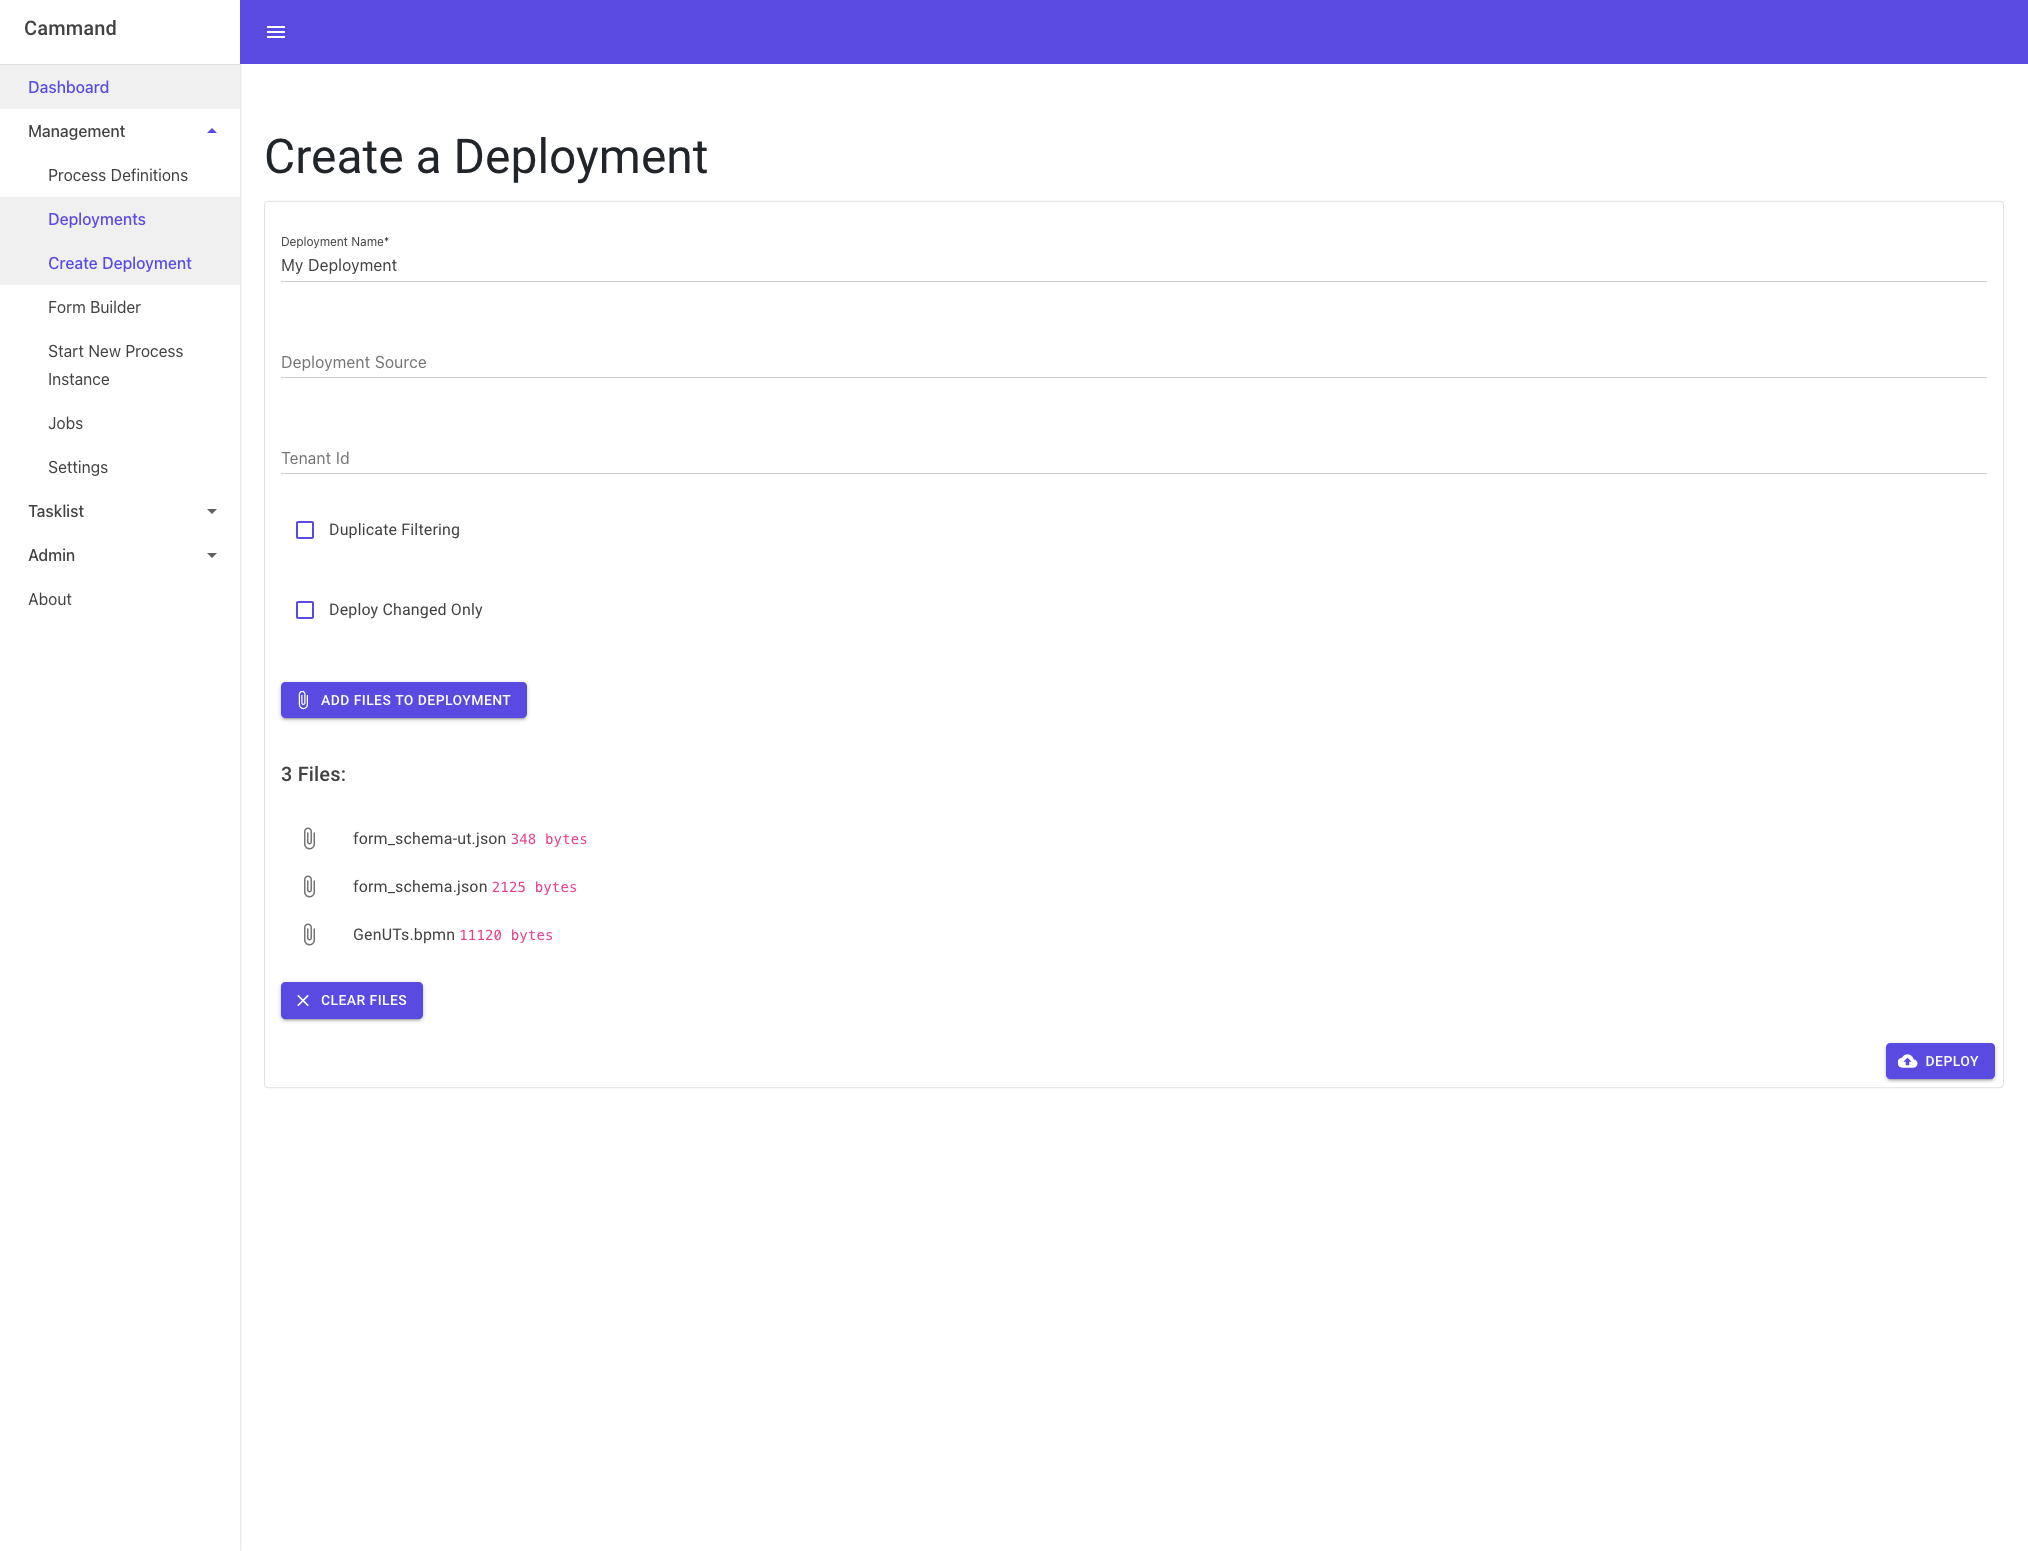 Cammand
Dashboard
Management
Process Definitions
Deployments
Create Deployment
Form Builder
Start New Process
Instance
Jobs
Settings
Tasklist
Admin
About
Create a Deployment
Deployment Name*
My Deployment
Deployment Source
Tenant Id
Duplicate Filtering
Deploy Changed Only
ADD FILES TO DEPLOYMENT
3 Files:
form_schema-ut.json 348 bytes
form_schema.json 2125 bytes
GenUTs.bpmn 11120 bytes
CLEAR FILES
DEPLOY